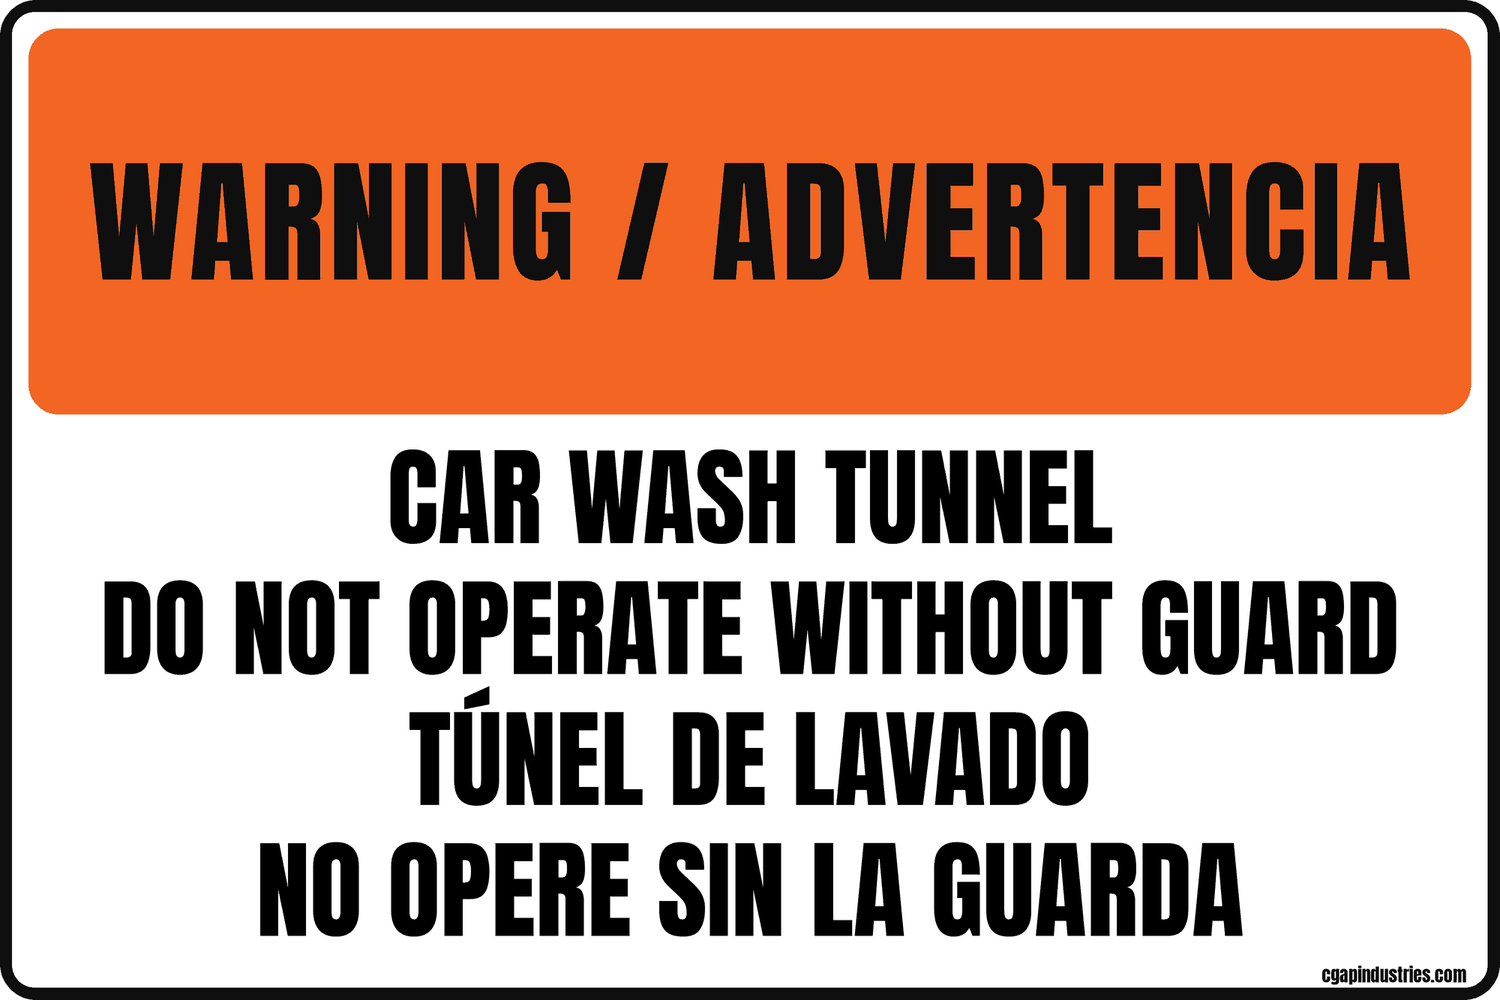 WARNING / ADVERTENCIA
CAR WASH TUNNEL
DO NOT OPERATE WITHOUT GUARD
TÚNEL DE LAVADO
NO OPERE SIN LA GUARDA
cgapindustries.com